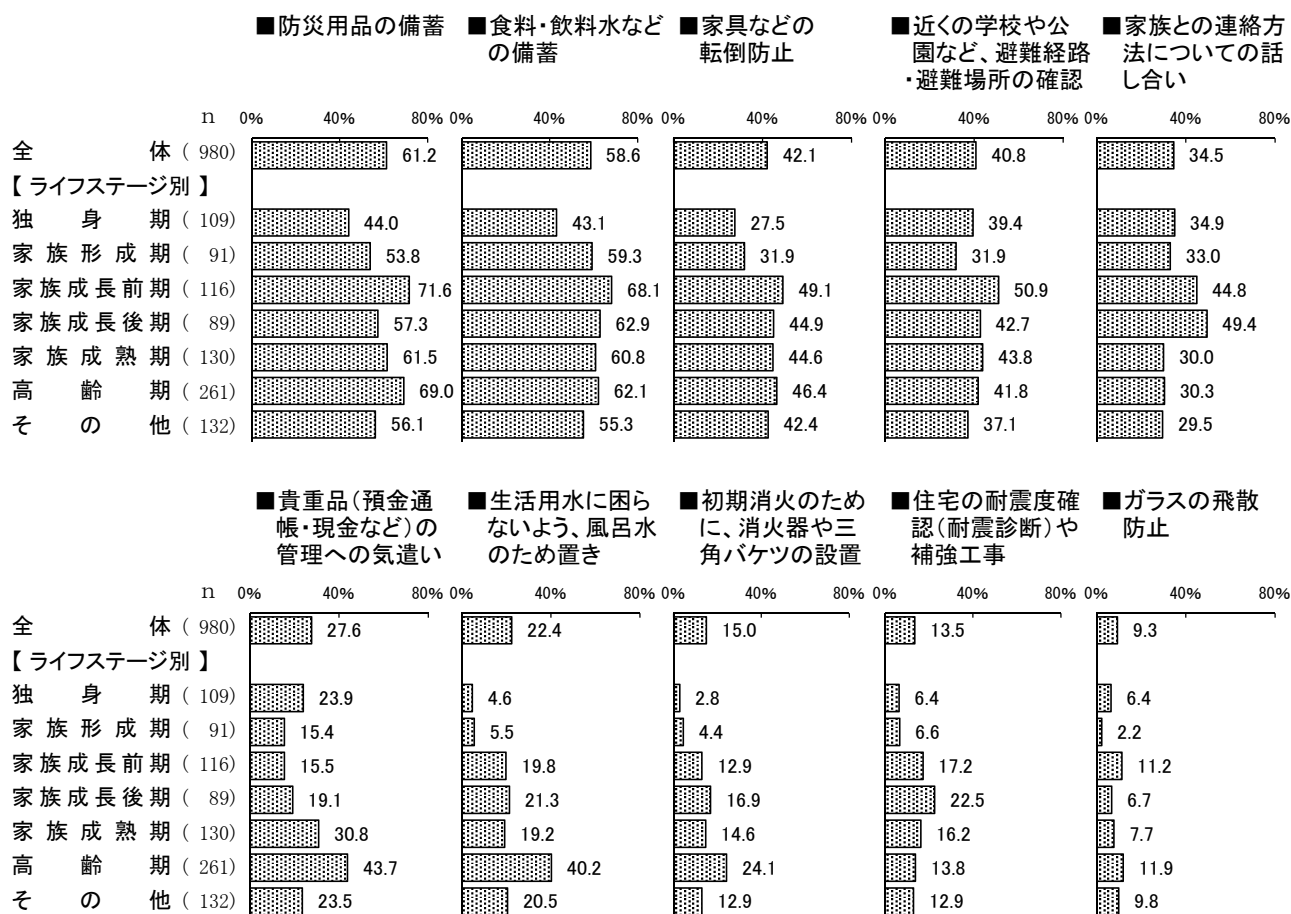 ■防災用品の備蓄 ■食料・飲料水など ■家具などの ■近くの学校や公 ■家族との連絡方
の備蓄 転倒防止 園など、避難経路 法についての話
・避難場所の確認 し合い
n 0% 40% 80% 0% 40% 80% 0% 40% 80% 0% 40% 80% 0% 40% 80%
全体 ( 980) 61.2 58.6 42.1 40.8 34.5
【 ライフステージ別 】
独身期 ( 109) 44.0 43.1 27.5 39.4 34.9
家族形成期 ( 91) 53.8 59.3 31.9 31.9 33.0
家族成長前期 ( 116) 71.6 68.1 49.1 50.9 44.8
家族成長後期 ( 89) 57.3 62.9 44.9 42.7 49.4
家族成熟期 ( 130) 61.5 60.8 44.6 43.8 30.0
高齢期 ( 261) 69.0 62.1 46.4 41.8 30.3
その他 ( 132) 56.1 55.3 42.4 37.1 29.5
■貴重品(預金通 ■生活用水に困ら ■初期消火のため ■住宅の耐震度確 ■ガラスの飛散
帳・現金など)の ないよう、風呂水 に、消火器や三 認(耐震診断)や 防止
管理への気遣い のため置き 角バケツの設置 補強工事
n 0% 40% 80% 0% 40% 80% 0% 40% 80% 0% 40% 80% 0% 40% 80%
全体 ( 980) 27.6 22.4 15.0 13.5 9.3
【 ライフステージ別 】
独身期 ( 109) 23.9 4.6 2.8 6.4 6.4
家族形成期 ( 91) 15.4 5.5 4.4 6.6 2.2
家族成長前期 ( 116) 15.5 19.8 12.9 17.2 11.2
家族成長後期 ( 89) 19.1 21.3 16.9 22.5 6.7
家族成熟期 ( 130) 30.8 19.2 14.6 16.2 7.7
高齢期 ( 261) 43.7 40.2 24.1 13.8 11.9
その他 ( 132) 23.5 20.5 12.9 12.9 9.8